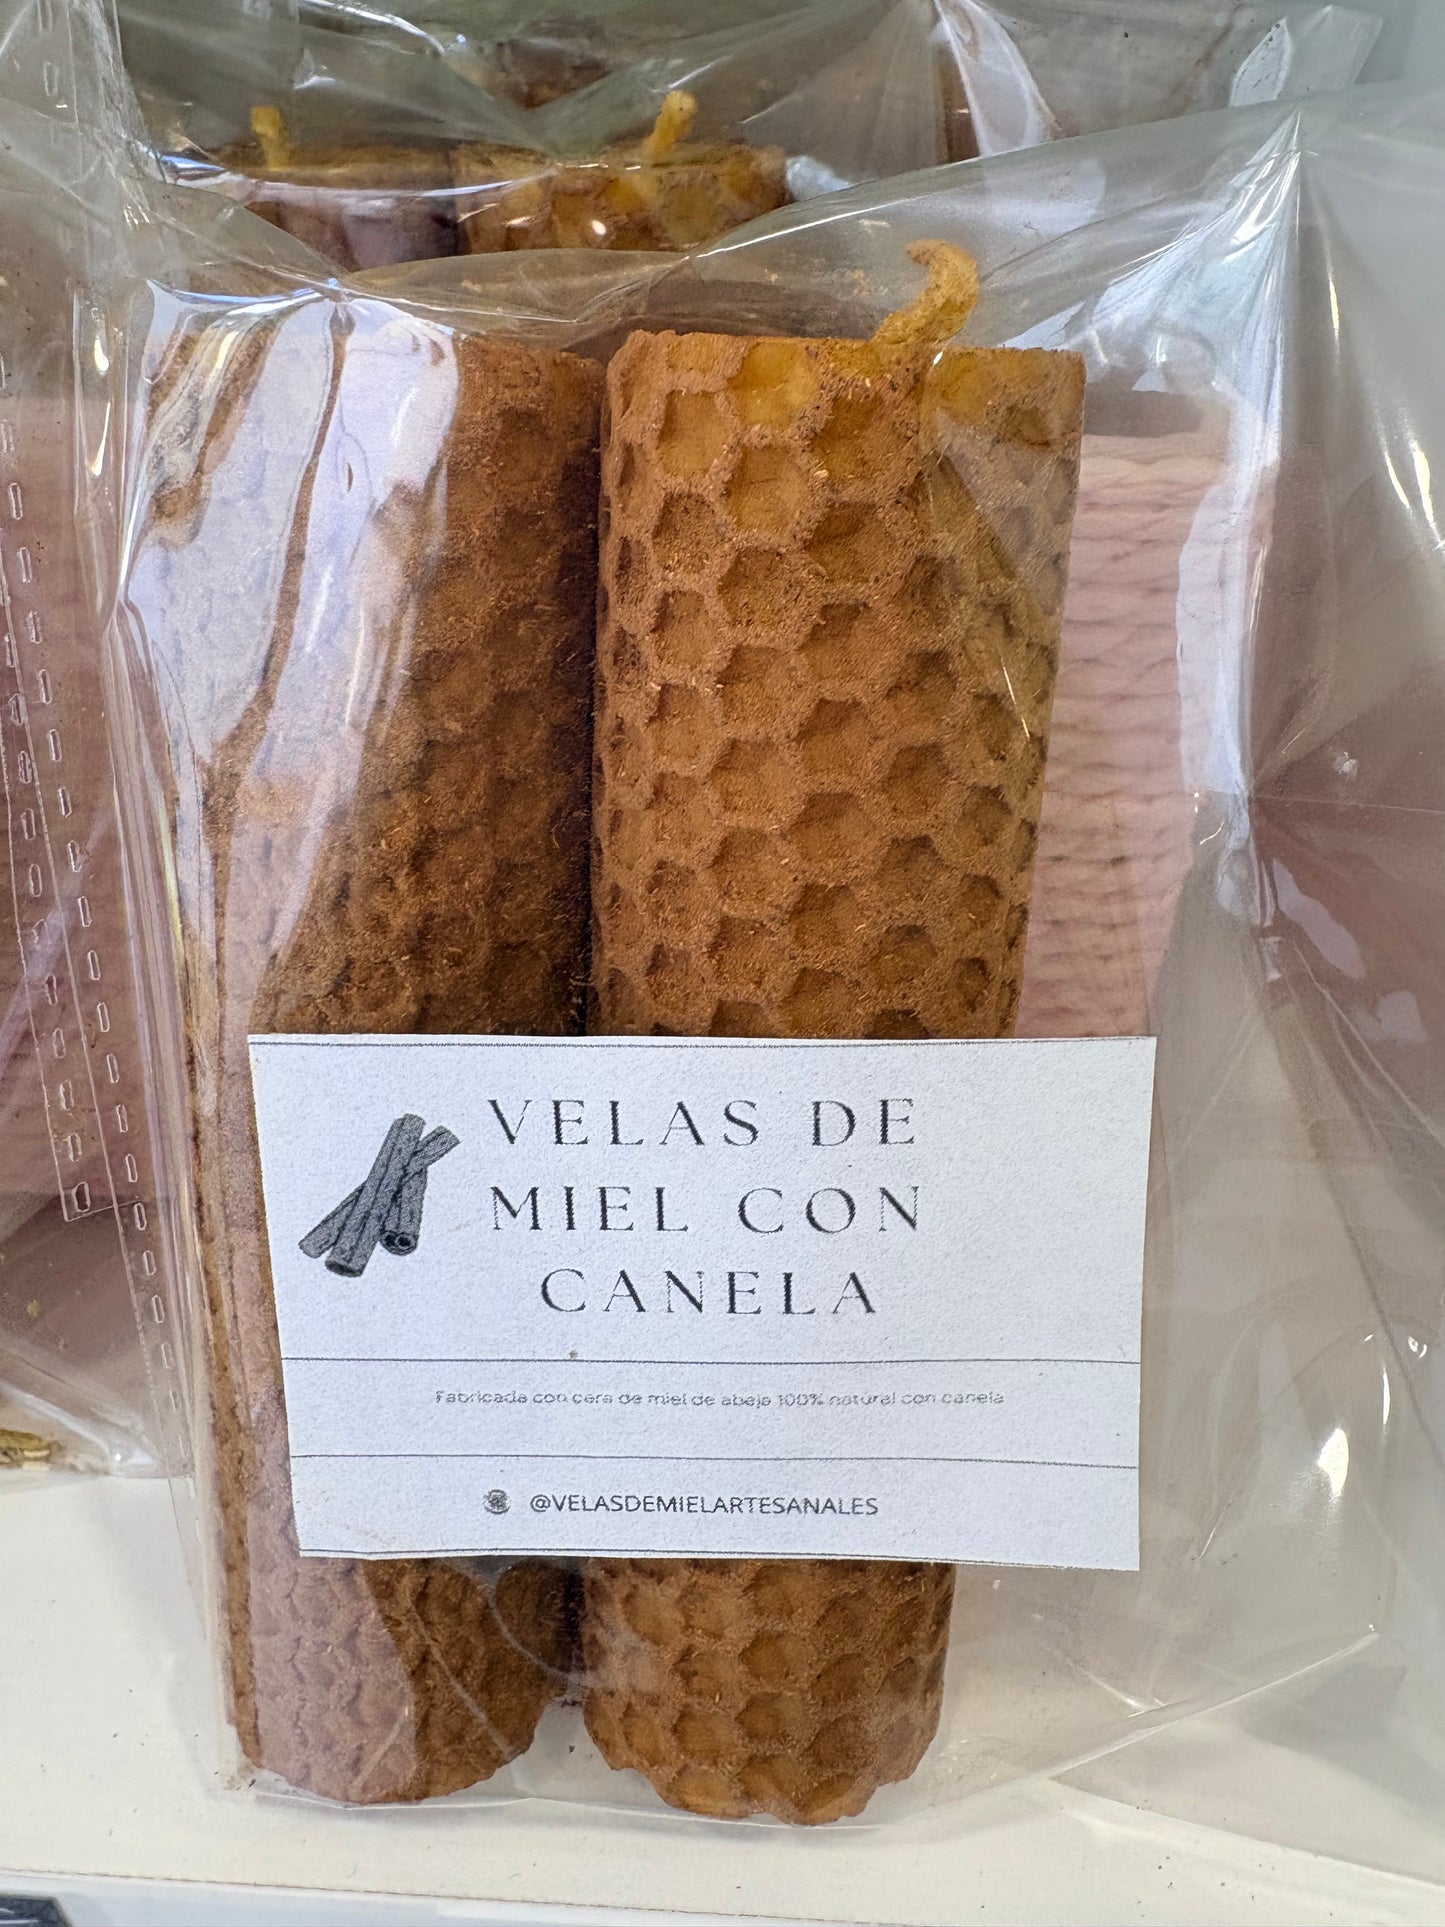 VELAS DE
MIEL CON
CANELA
Fabricada con cera de miel de abeja 100% natural con canela
@VELASDEMIELARTESANALES